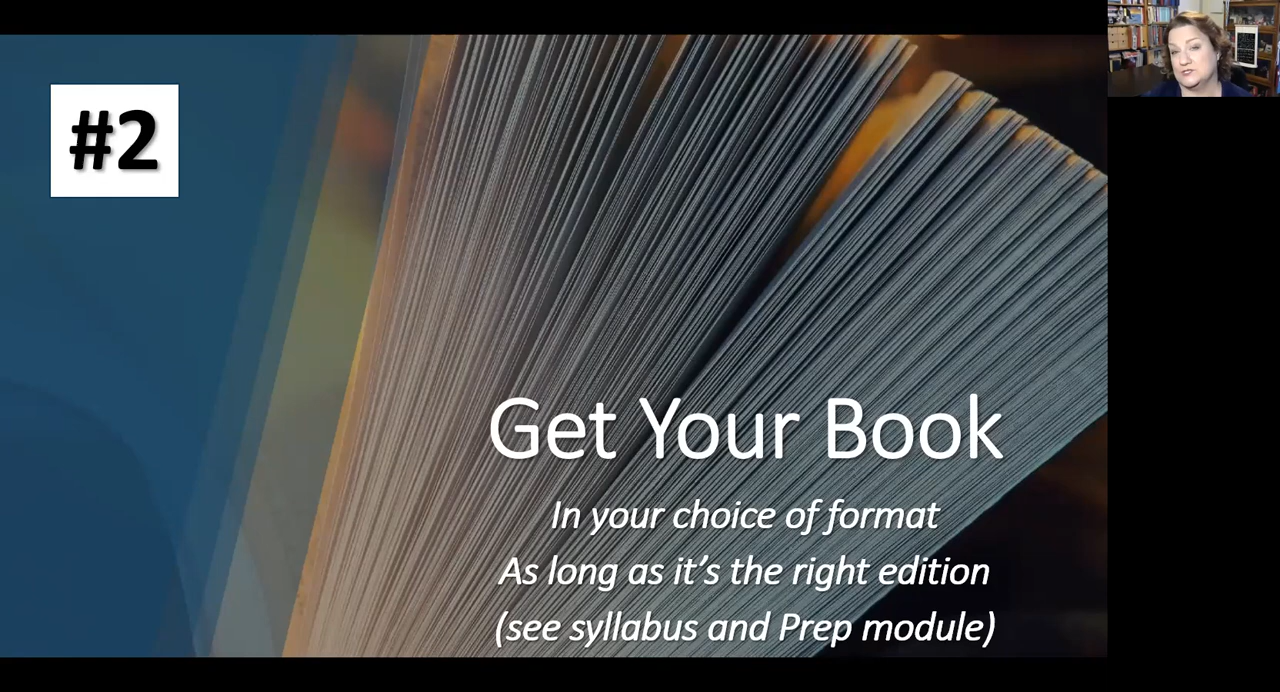 #2
Get Your Book
In your choice of format
As long as it’s the right edition
(see syllabus and Prep module)